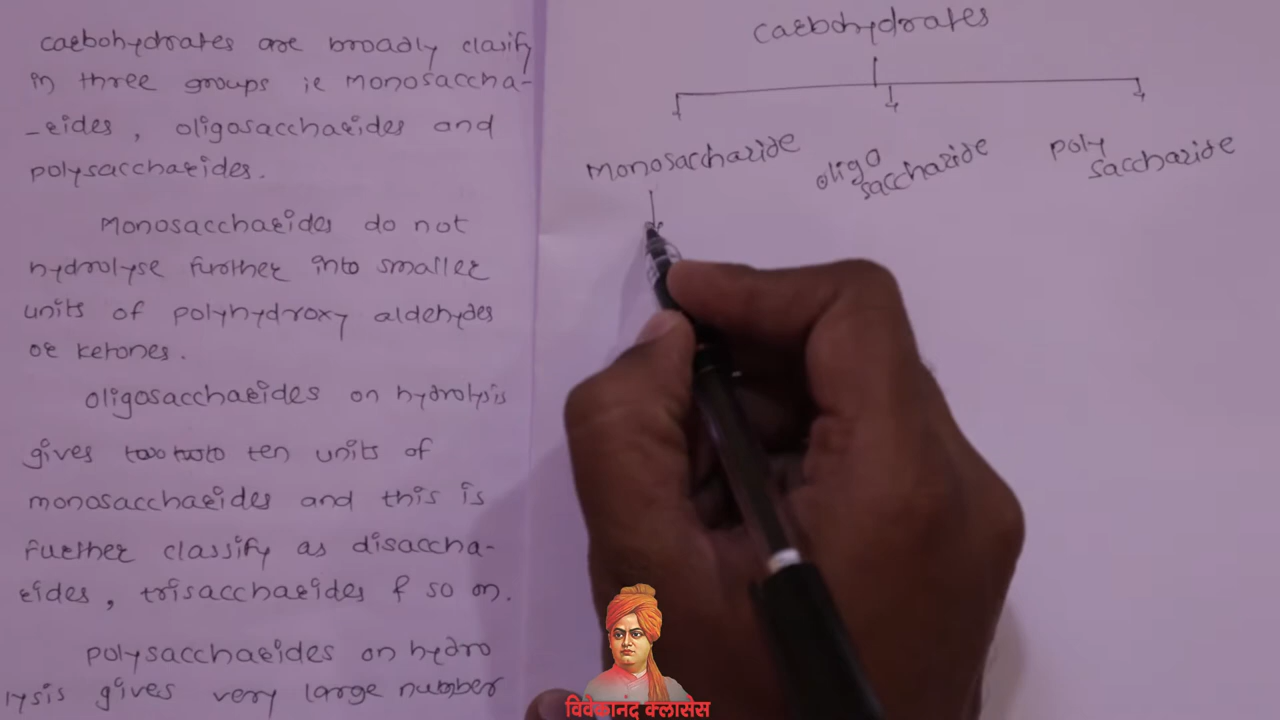 carbohydrates are broadly clasify
in three groups ie monosaccha-
-rides, oligosaccharides and
polysaccharides.
Monosaccharides do not
hydrolyse further into smaller
units of polyhydroxy aldehydes
or ketones.
oligosaccharides on hydrolysis
gives two to ten units of
monosaccharides and this is
further classify as disaccha-
rides, trisaccharides & so on.
polysaccharides on hydro
lysis gives very large number
carbohydrates
Monosaccharide
oligo
saccharide
poly
saccharide
विवेकानंद क्लासेस